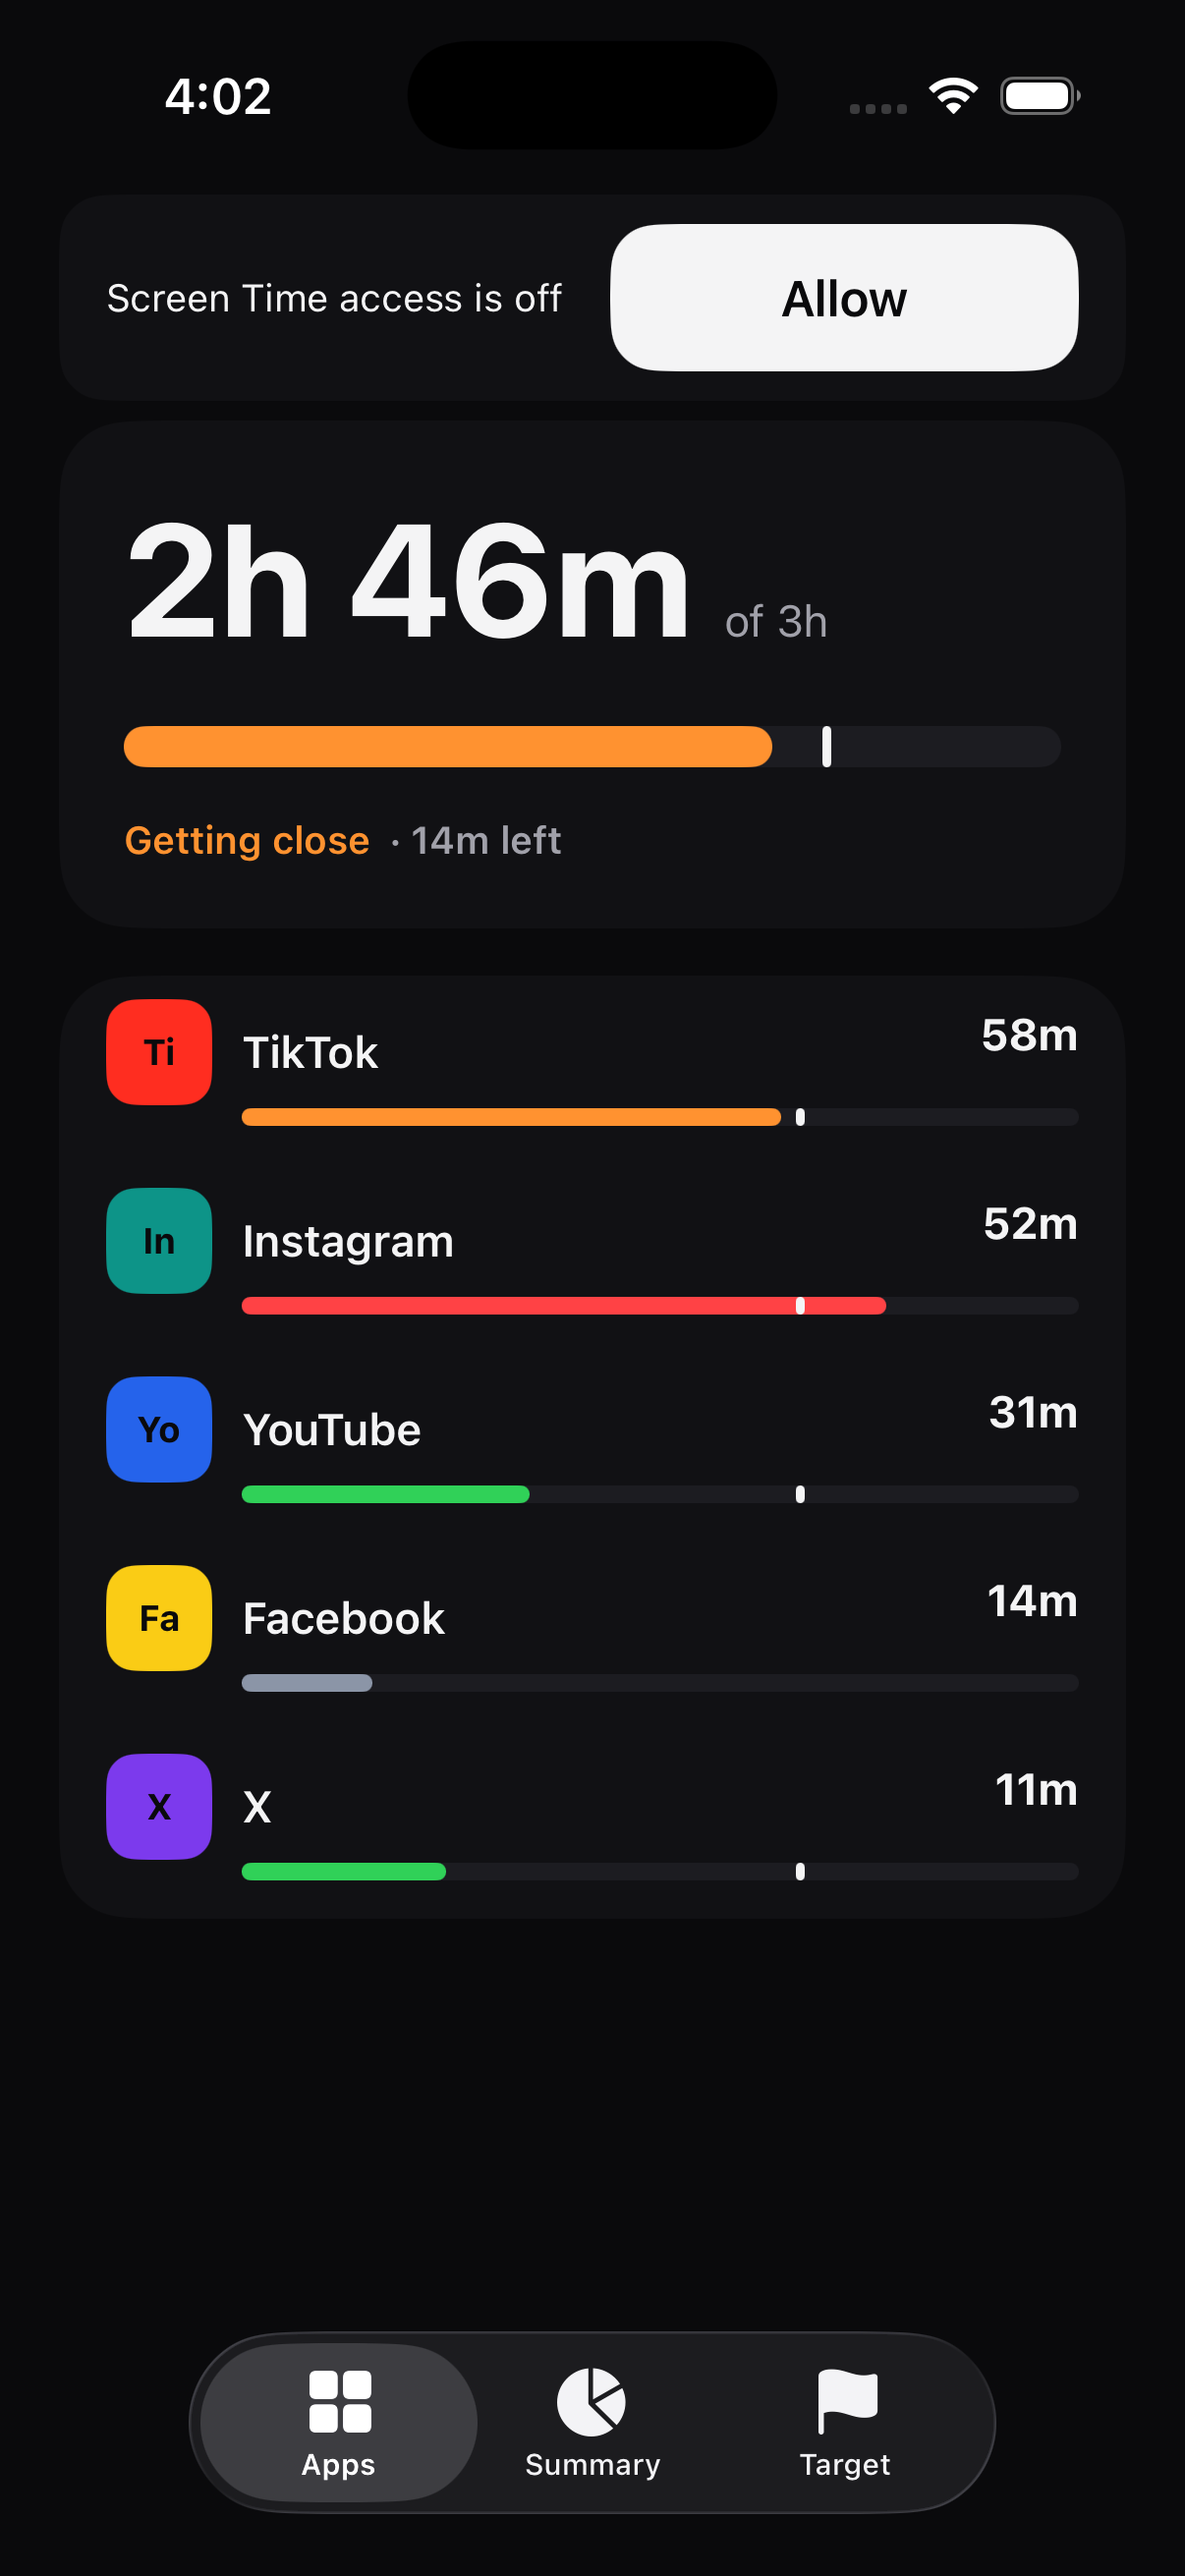 4:02
Screen Time access is off
Allow
2h 46m of 3h
Getting close · 14m left
Ti
TikTok
58m
In
Instagram
52m
Yo
YouTube
31m
Fa
Facebook
14m
X
X
11m
Apps
Summary
Target